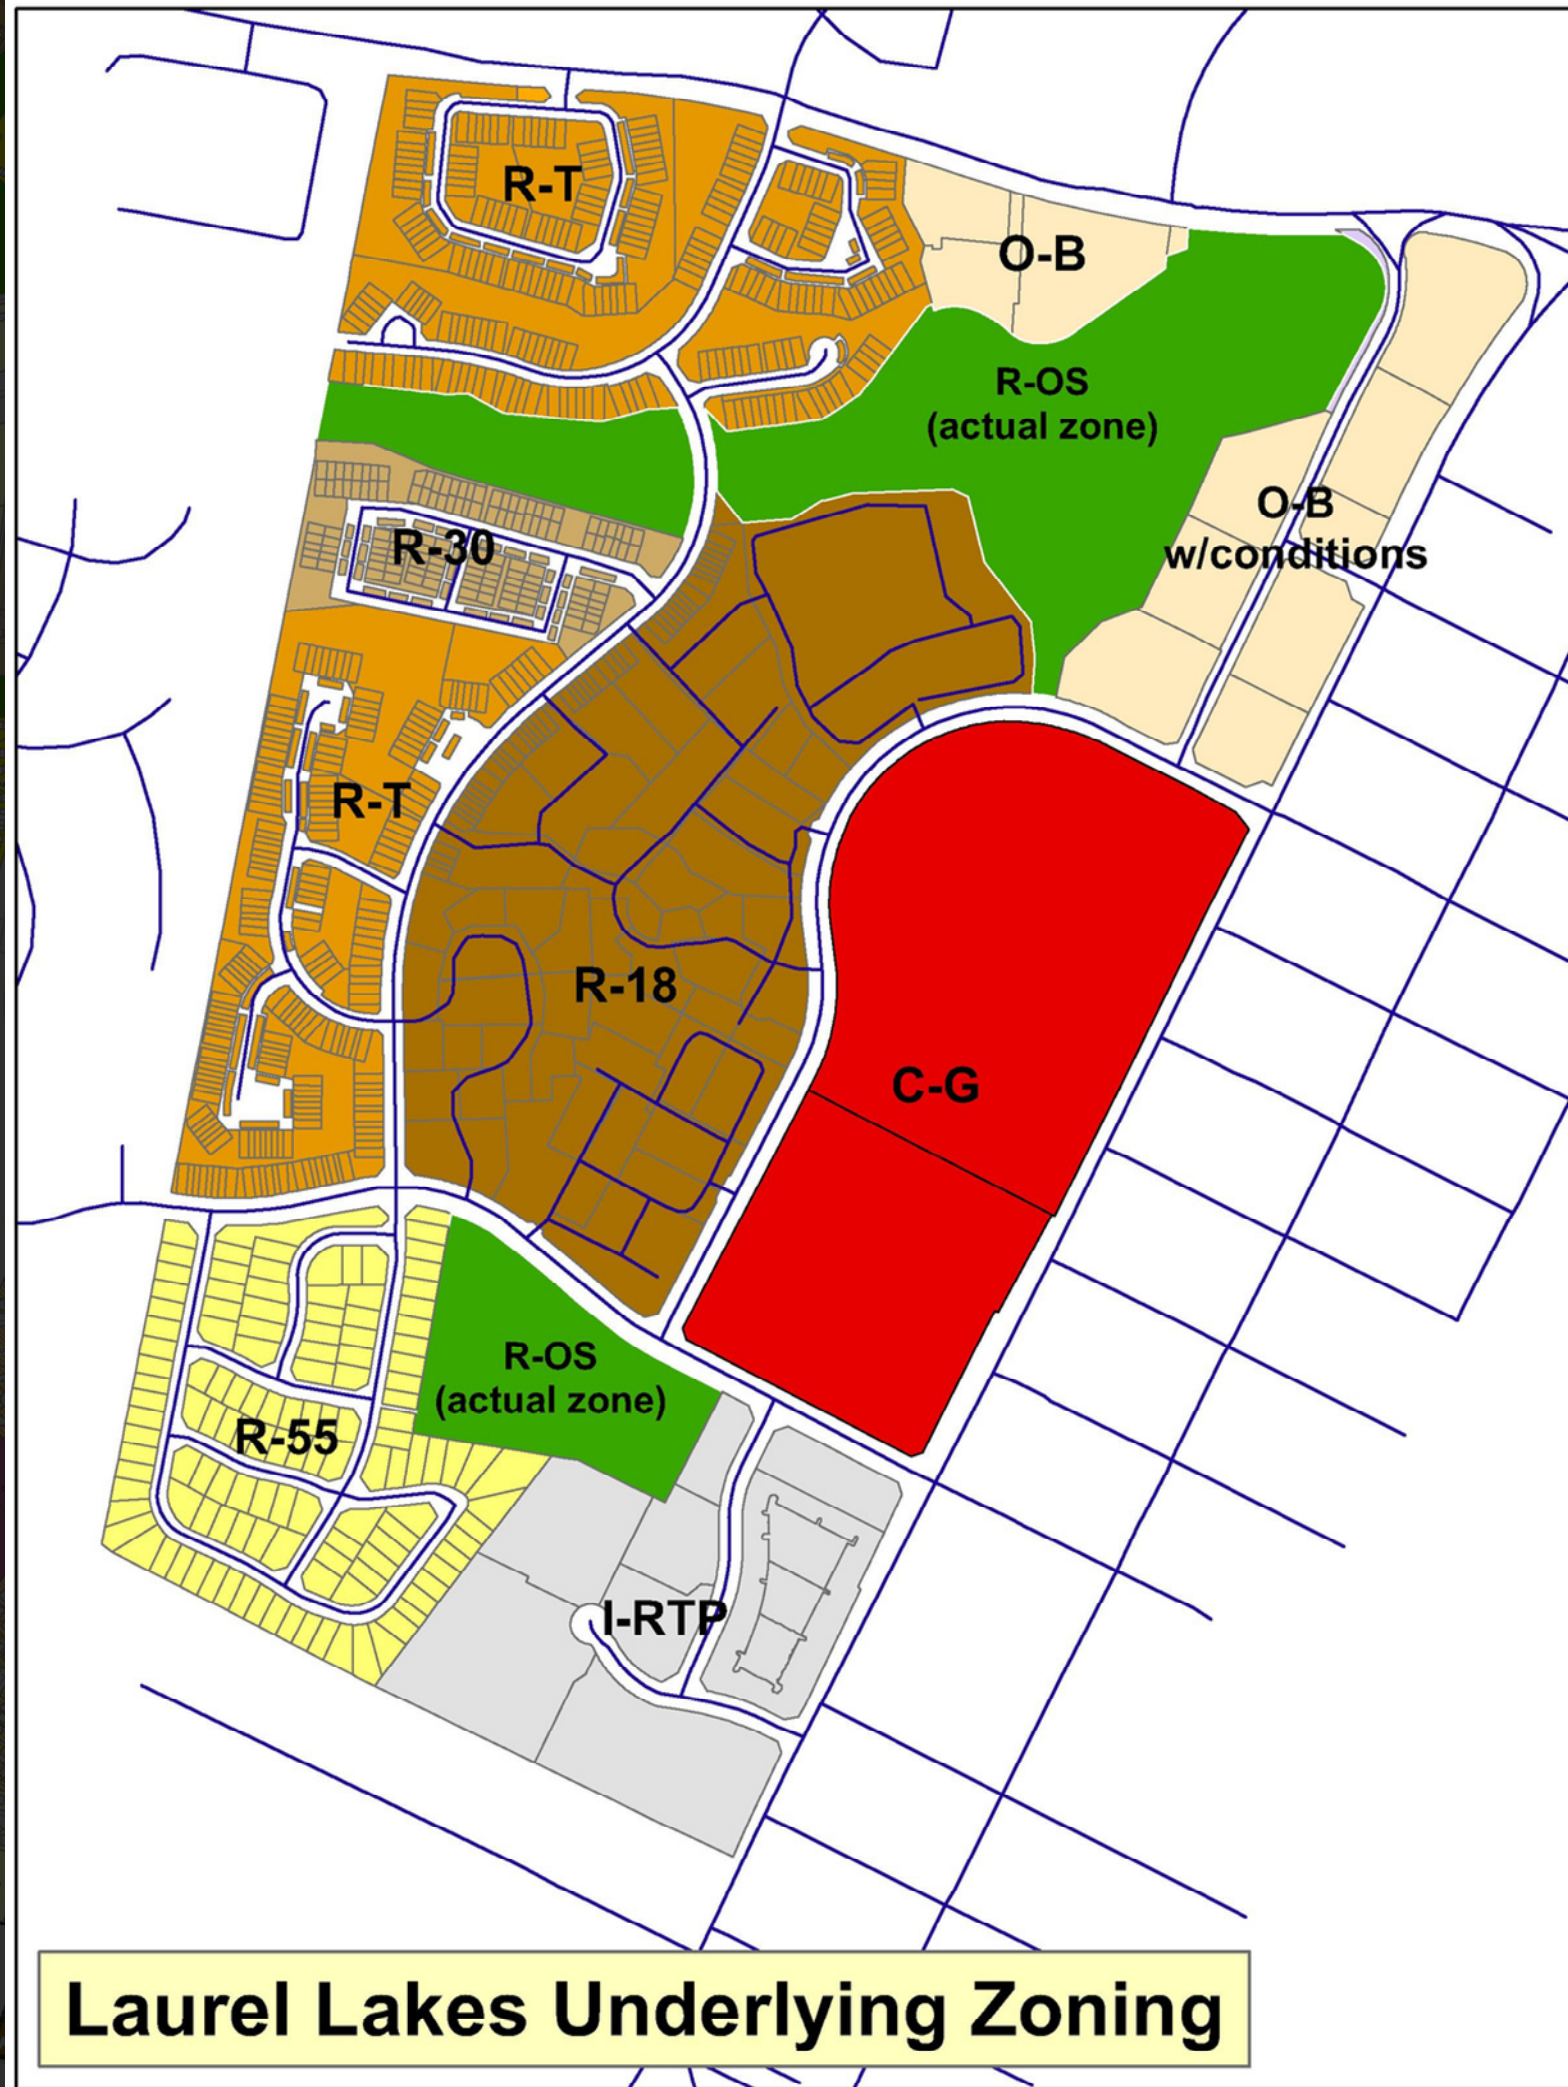 R-T
O-B
R-OS
(actual zone)
O-B
w/conditions
R-30
R-T
R-18
C-G
R-OS
(actual zone)
R-55
I-RTP
Laurel Lakes Underlying Zoning